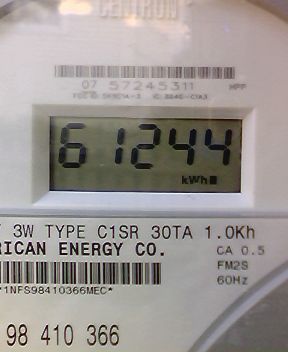 CENTRON
07 57245311
61244
kWh
3W TYPE C1SR 30TA 1.0Kh
RICAN ENERGY CO.
CA 0.5
FM2S
60Hz
*1NFS98410366MEC*
98 410 366